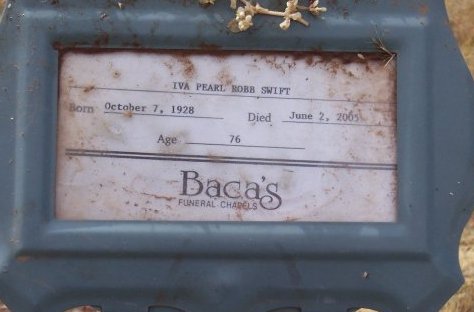 IVA PEARL ROBB SWIFT
Born October 7, 1928 Died June 2, 2005
Age 76
Baca's
FUNERAL CHAPELS